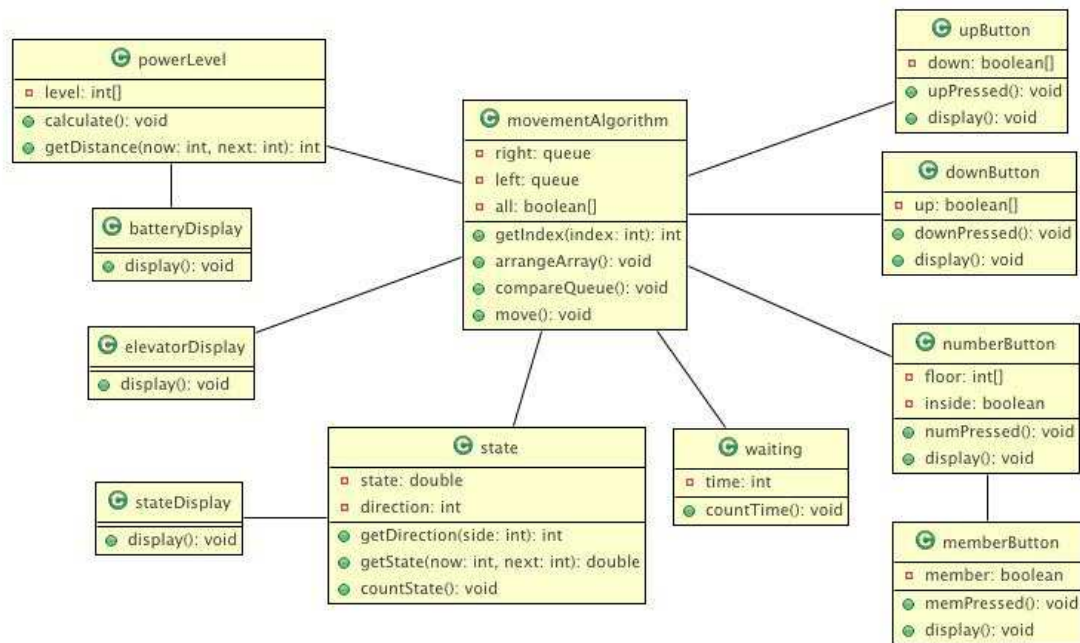 powerLevel
level: int[]
calculate(): void
getDistance(now: int, next: int): int
batteryDisplay
display(): void
elevatorDisplay
display(): void
stateDisplay
display(): void
movementAlgorithm
right: queue
left: queue
all: boolean[]
getIndex(index: int): int
arrangeArray(): void
compareQueue(): void
move(): void
state
state: double
direction: int
getDirection(side: int): int
getState(now: int, next: int): double
countState(): void
waiting
time: int
countTime(): void
upButton
down: boolean[]
upPressed(): void
display(): void
downButton
up: boolean[]
downPressed(): void
display(): void
numberButton
floor: int[]
inside: boolean
numPressed(): void
display(): void
memberButton
member: boolean
memPressed(): void
display(): void